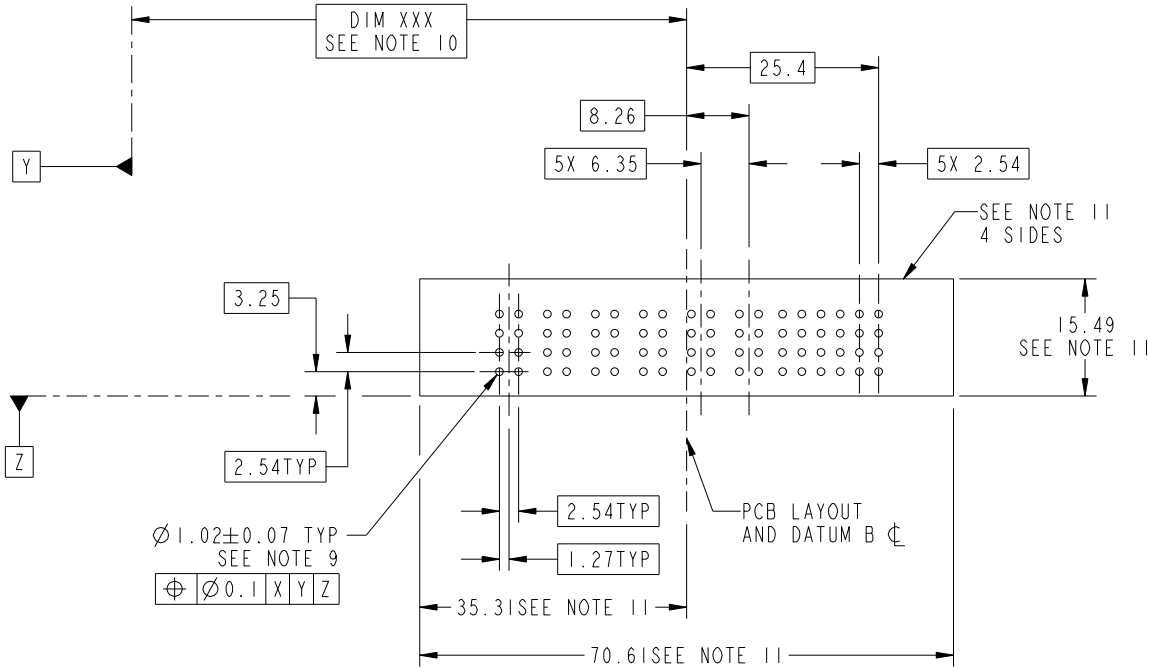 DIM XXX
SEE NOTE 10
25.4
8.26
Y
5X 6.35
5X 2.54
SEE NOTE 11
4 SIDES
3.25
15.49
SEE NOTE 11
Z
2.54TYP
2.54TYP
PCB LAYOUT
AND DATUM B ℄
Ø1.02±0.07 TYP
SEE NOTE 9
1.27TYP
⌖ Ø0.1 X Y Z
35.31SEE NOTE 11
70.61SEE NOTE 11